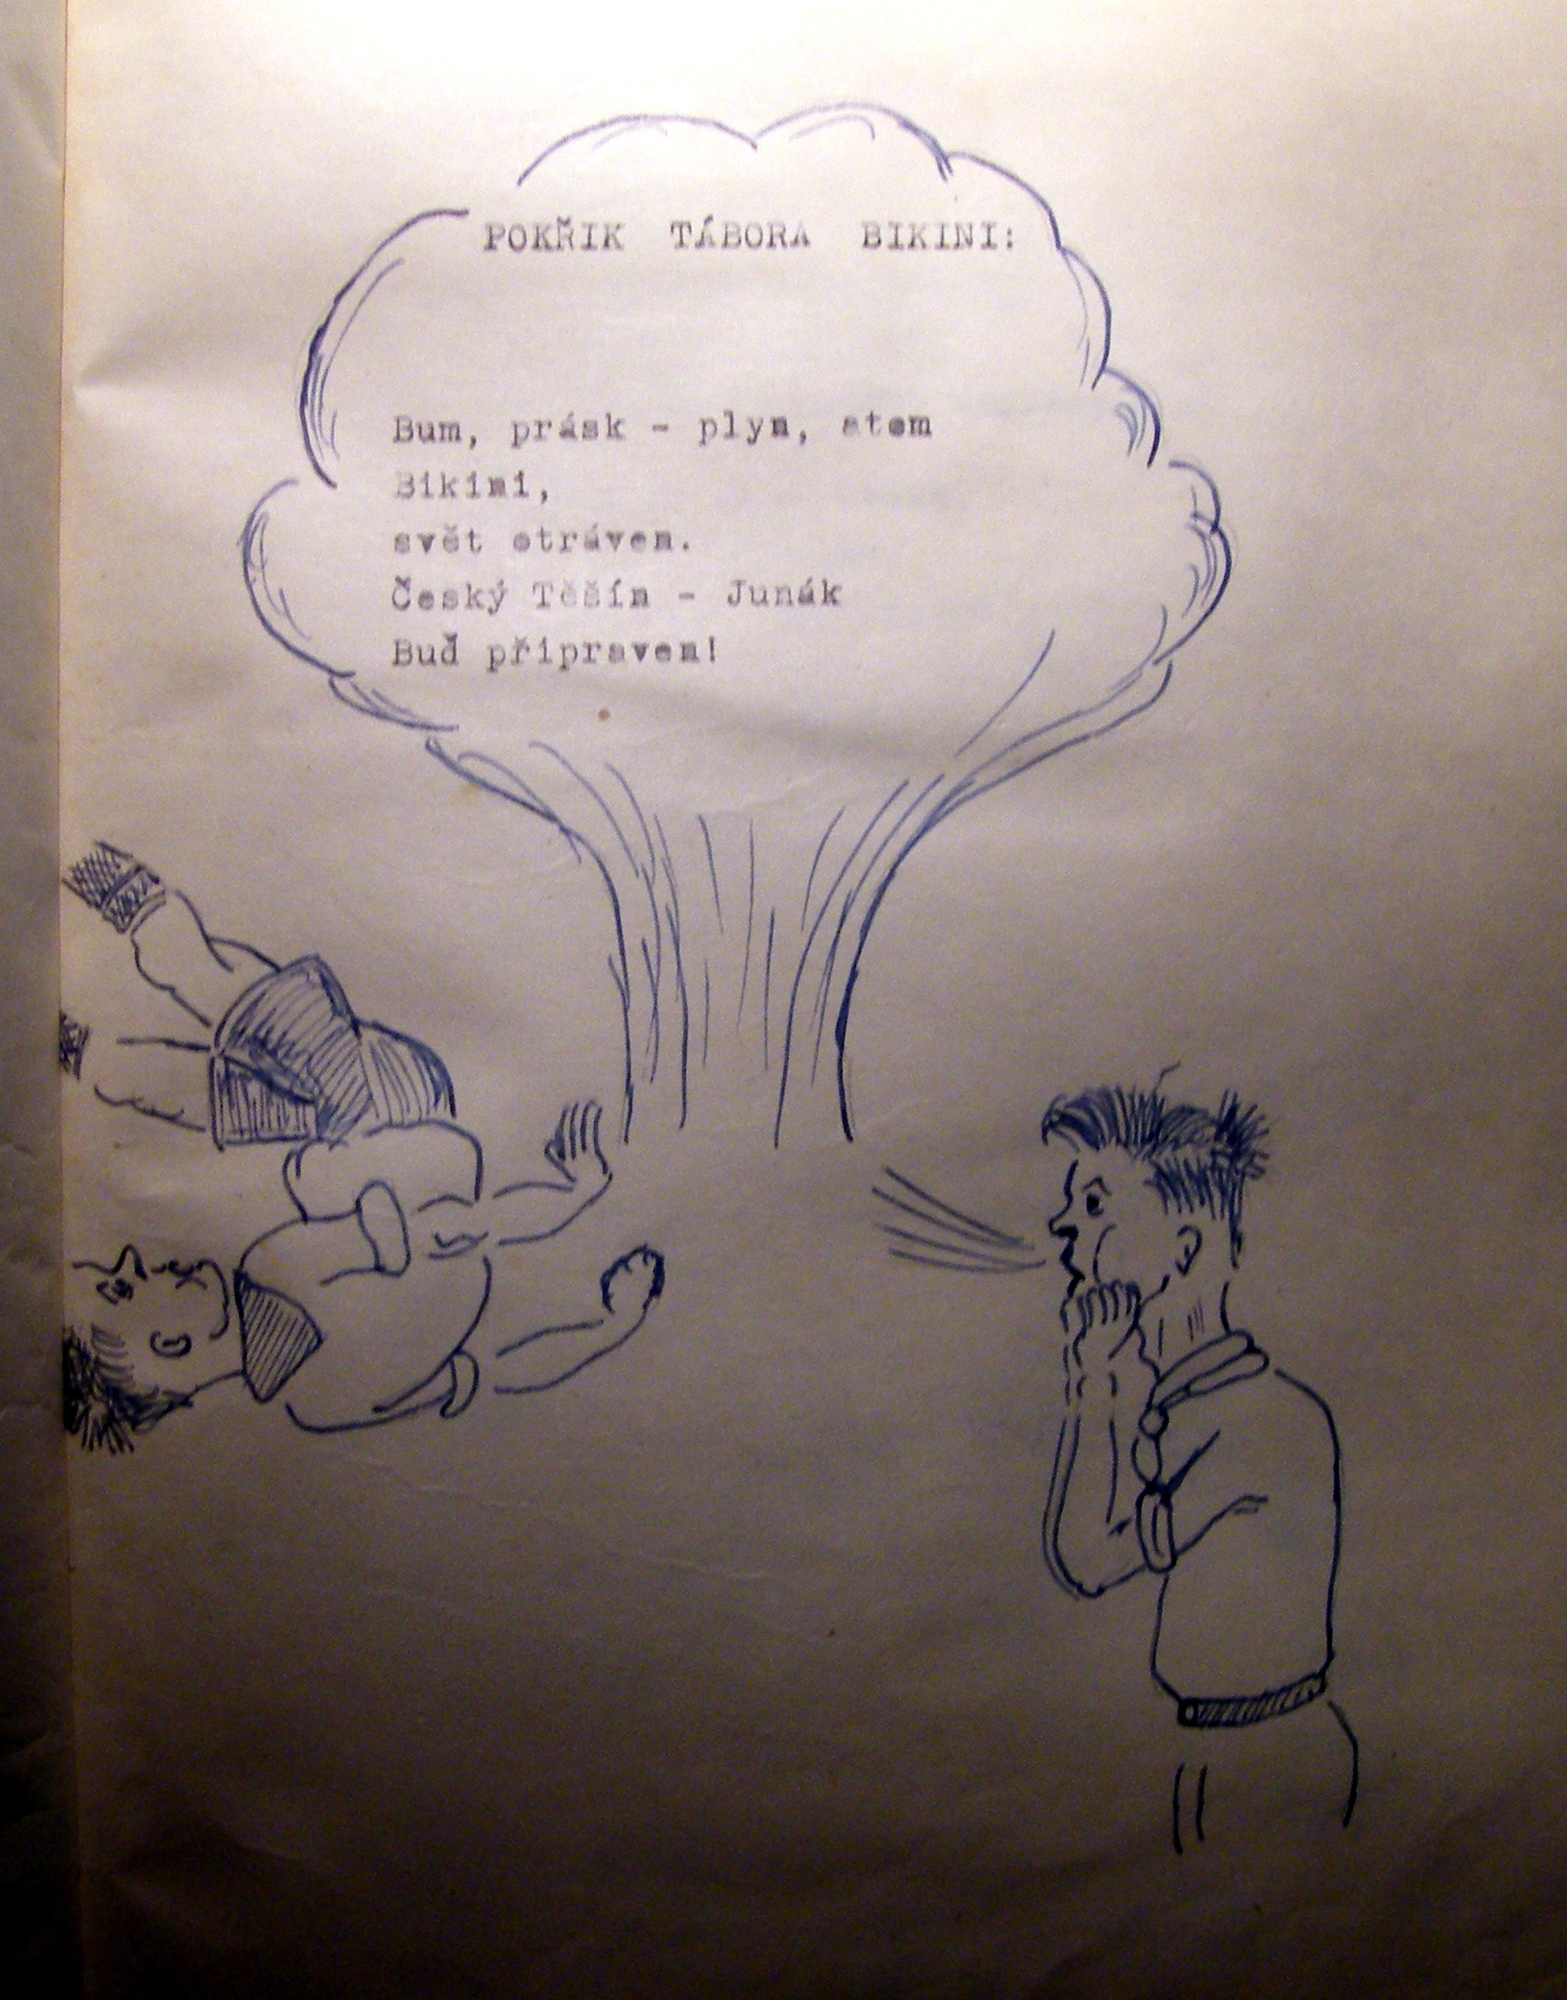 POKŘIK TÁBORA BIKINI:
Bum, prásk - plyn, atom
Bikini,
svět otráven.
Český Těšín - Junák
Buď připraven!